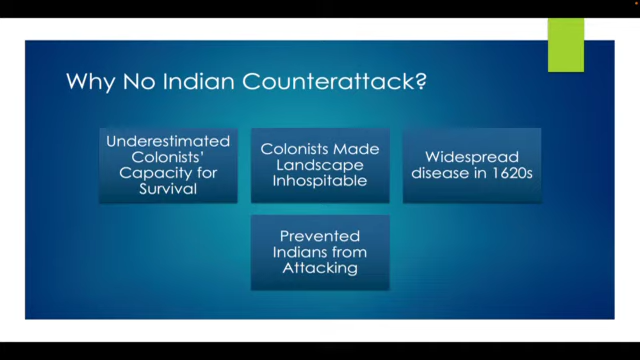 Why No Indian Counterattack?
Underestimated
Colonists'
Capacity for
Survival
Colonists Made
Landscape
Inhospitable
Widespread
disease in 1620s
Prevented
Indians from
Attacking